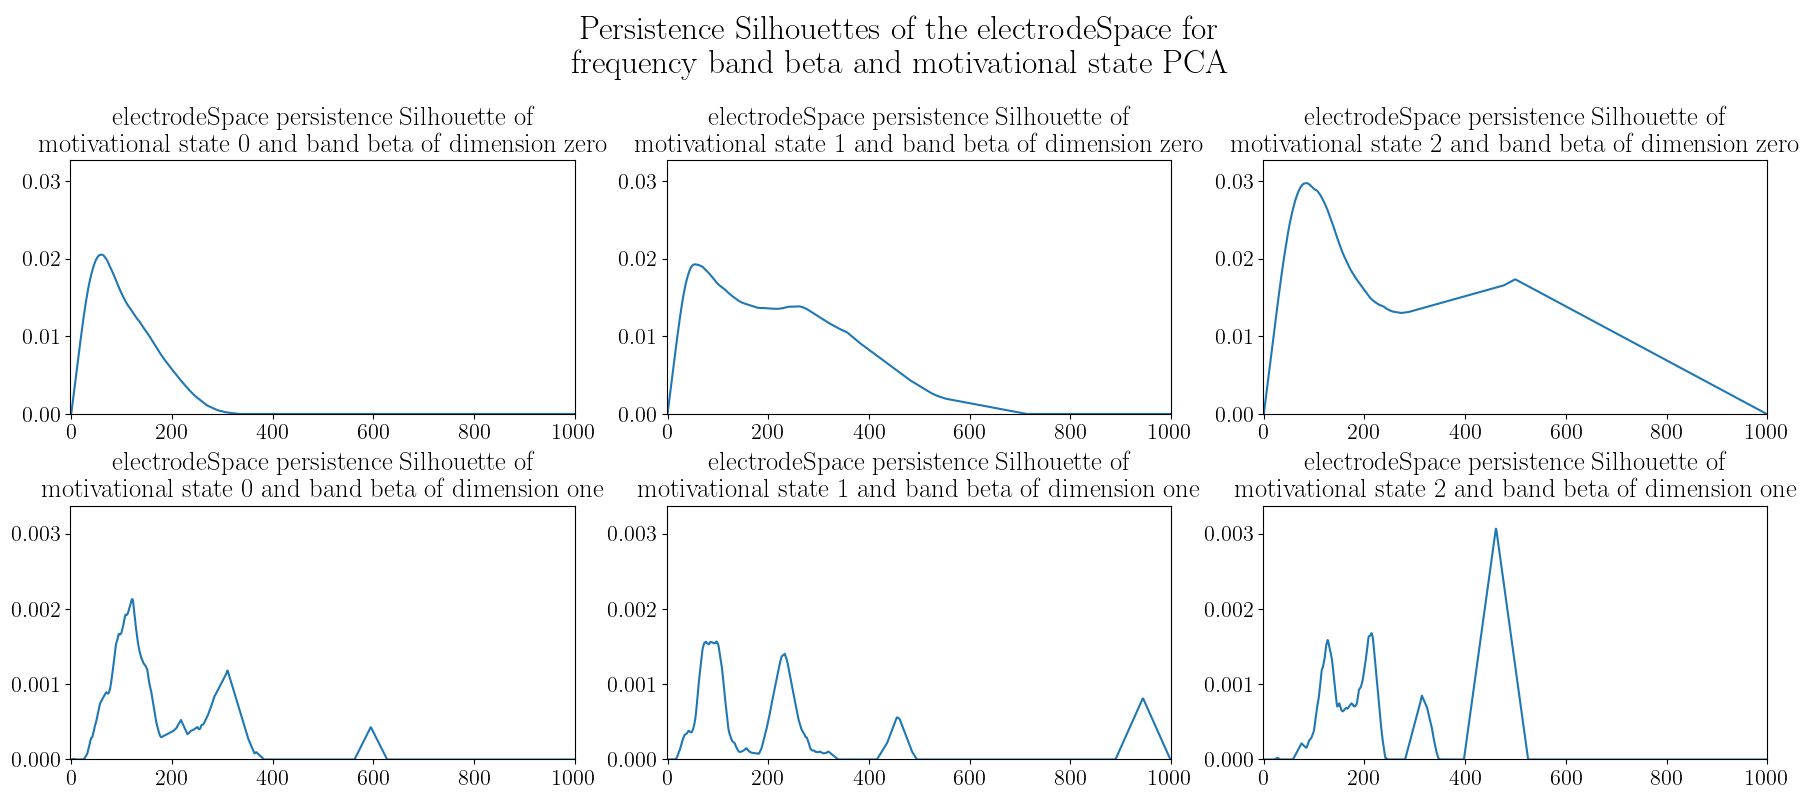 Persistence Silhouettes of the electrodeSpace for
frequency band beta and motivational state PCA
electrodeSpace persistence Silhouette of
motivational state 0 and band beta of dimension zero
0.03
0.02
0.01
0.00
0 200 400 600 800 1000
electrodeSpace persistence Silhouette of
motivational state 1 and band beta of dimension zero
0.03
0.02
0.01
0.00
0 200 400 600 800 1000
electrodeSpace persistence Silhouette of
motivational state 2 and band beta of dimension zero
0.03
0.02
0.01
0.00
0 200 400 600 800 1000
electrodeSpace persistence Silhouette of
motivational state 0 and band beta of dimension one
0.003
0.002
0.001
0.000
0 200 400 600 800 1000
electrodeSpace persistence Silhouette of
motivational state 1 and band beta of dimension one
0.003
0.002
0.001
0.000
0 200 400 600 800 1000
electrodeSpace persistence Silhouette of
motivational state 2 and band beta of dimension one
0.003
0.002
0.001
0.000
0 200 400 600 800 1000